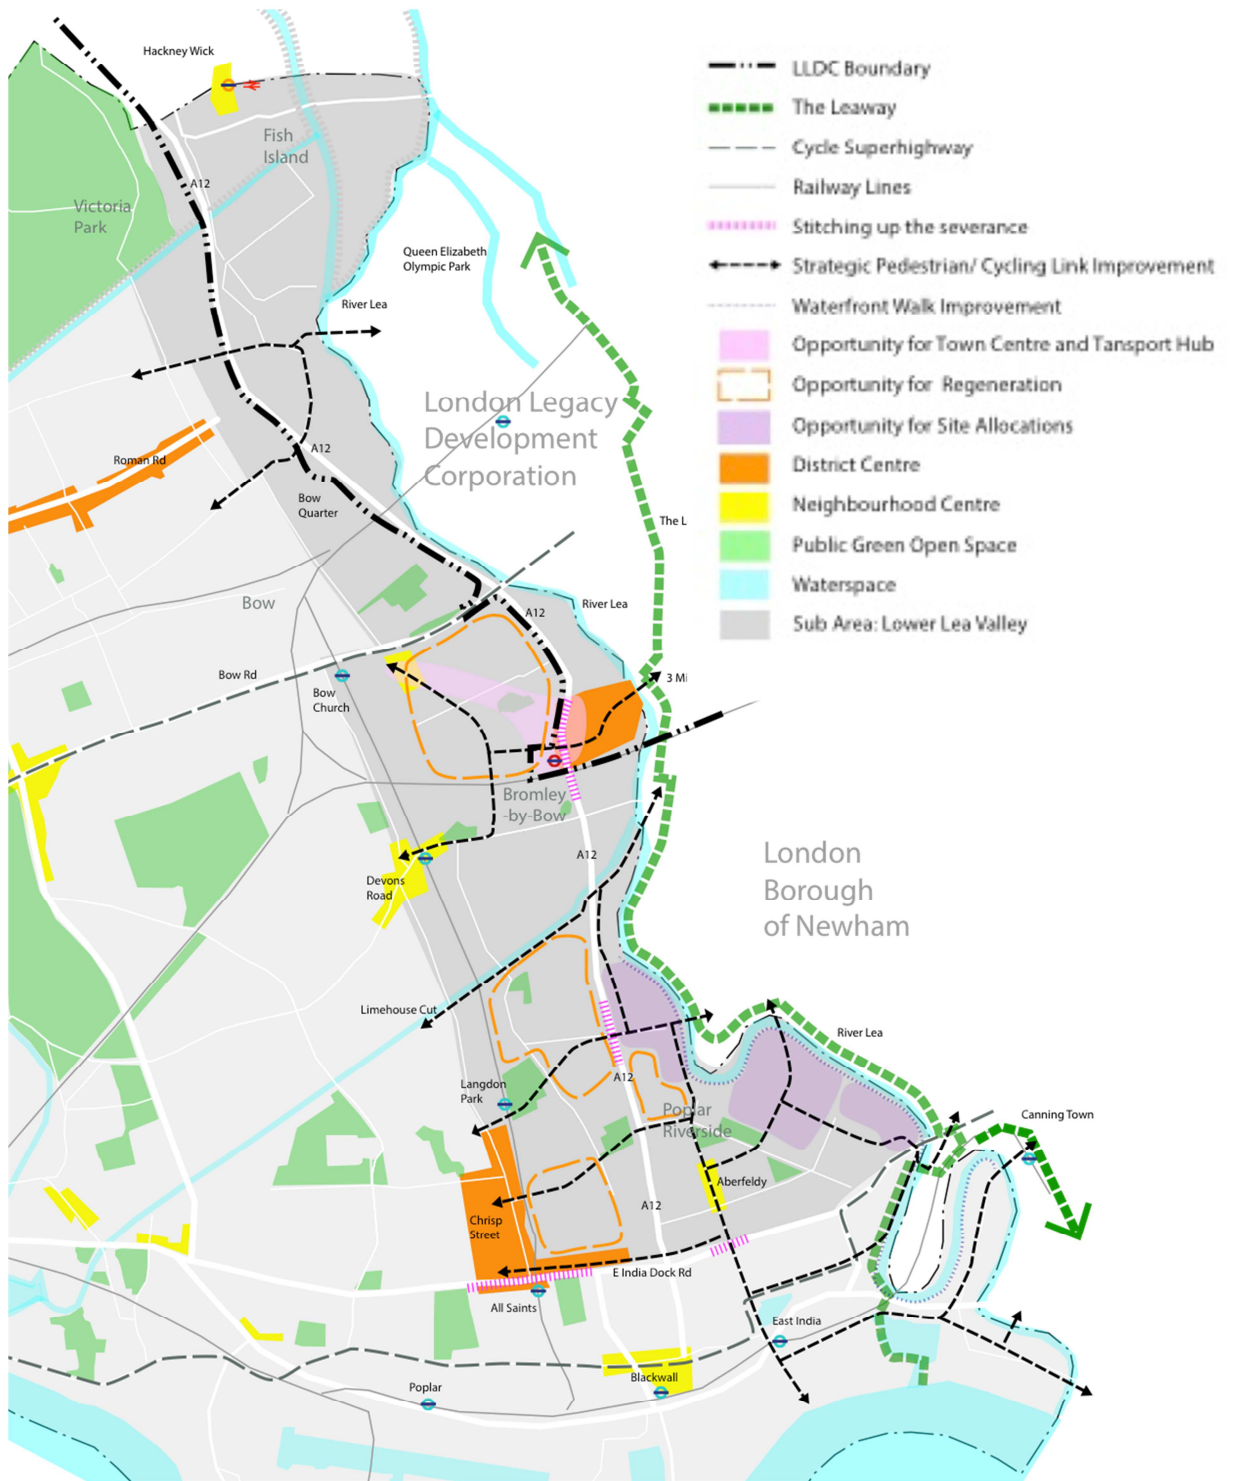 Hackney Wick
LLDC Boundary
The Leaway
Cycle Superhighway
Railway Lines
Stitching up the severance
Strategic Pedestrian/ Cycling Link Improvement
Waterfront Walk Improvement
Opportunity for Town Centre and Tansport Hub
Opportunity for Regeneration
Opportunity for Site Allocations
District Centre
Neighbourhood Centre
Public Green Open Space
Waterspace
Sub Area: Lower Lea Valley
Fish
Island
A12
Victoria
Park
Queen Elizabeth
Olympic Park
River Lea
London Legacy
Development
Corporation
A12
Roman Rd
Bow
Quarter
The L
Bow
River Lea
A12
Bow Rd
Bow
Church
3 Mi
Bromley
-by-Bow
A12
London
Borough
of Newham
Devons
Road
Limehouse Cut
River Lea
Langdon
Park
A12
Poplar
Riverside
Canning Town
Aberfeldy
A12
Chrisp
Street
E India Dock Rd
All Saints
East India
Blackwall
Poplar